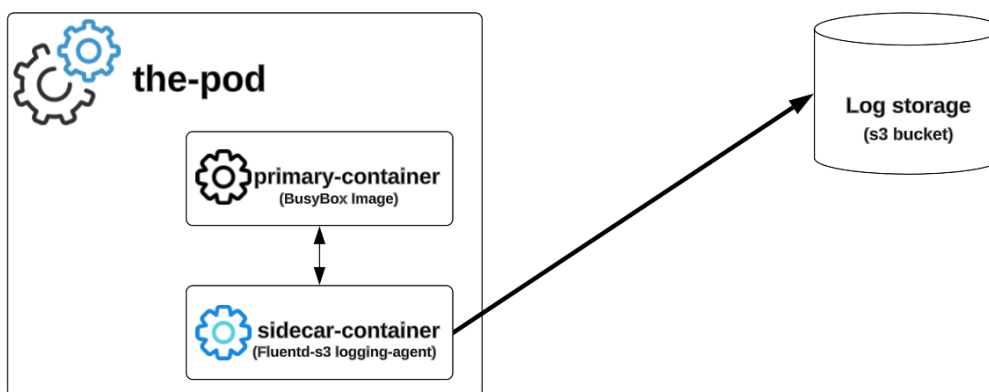 the-pod
primary-container
(BusyBox Image)
sidecar-container
(Fluentd-s3 logging-agent)
Log storage
(s3 bucket)